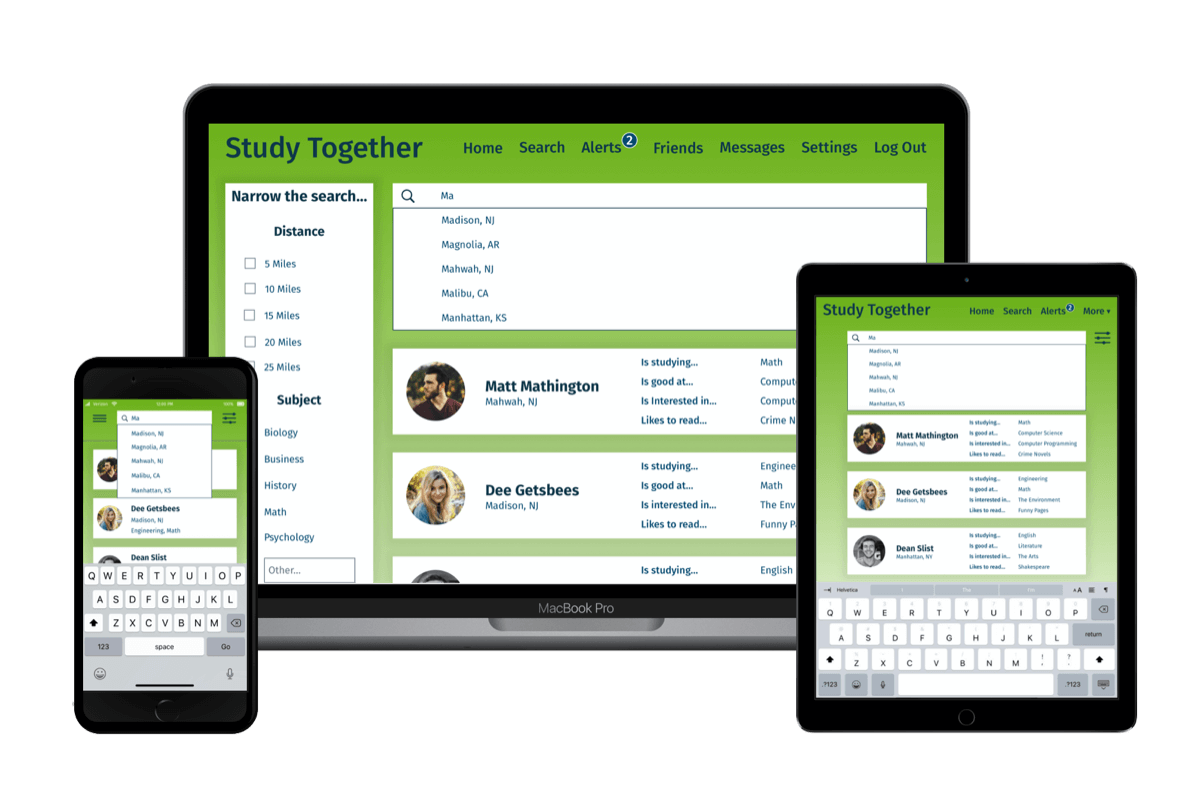 Study Together
Home Search Alerts 2 Friends Messages Settings Log Out
Narrow the search...
Distance
5 Miles
10 Miles
15 Miles
20 Miles
25 Miles
Subject
Biology
Business
History
Math
Psychology
Other...
Ma
Madison, NJ
Magnolia, AR
Mahwah, NJ
Malibu, CA
Manhattan, KS
Matt Mathington
Mahwah, NJ
Is studying... Math
Is good at... Comput
Is Interested in... Comput
Likes to read... Crime N
Dee Getsbees
Madison, NJ
Is studying... Enginee
Is good at... Math
Is interested in... The Env
Likes to read... Funny P
Is studying... English
MacBook Pro
Verizon
100%
Ma
Madison, NJ
Magnolia, AR
Mahwah, NJ
Malibu, CA
Manhattan, KS
Dee Getsbees
Madison, NJ
Engineering, Math
Dean Slist
Q W E R T Y U I O P
A S D F G H J K L
Z X C V B N M
123 space Go
Study Together
Home Search Alerts 2 More ▾
Ma
Madison, NJ
Magnolia, AR
Mahwah, NJ
Malibu, CA
Manhattan, KS
Matt Mathington
Mahwah, NJ
Is studying... Math
Is good at... Computer Science
Is interested in... Computer Programming
Likes to read... Crime Novels
Dee Getsbees
Madison, NJ
Is studying... Engineering
Is good at... Math
Is interested in... The Environment
Likes to read... Funny Pages
Dean Slist
Manhattan, NY
Is studying... English
Is good at... Literature
Is interested in... The Arts
Likes to read... Shakespeare
Helvetica I The I'm AA ¶
Q W E R T Y U I O P
A S D F G H J K L return
Z X C V B N M ! , ? .
.?123 .?123